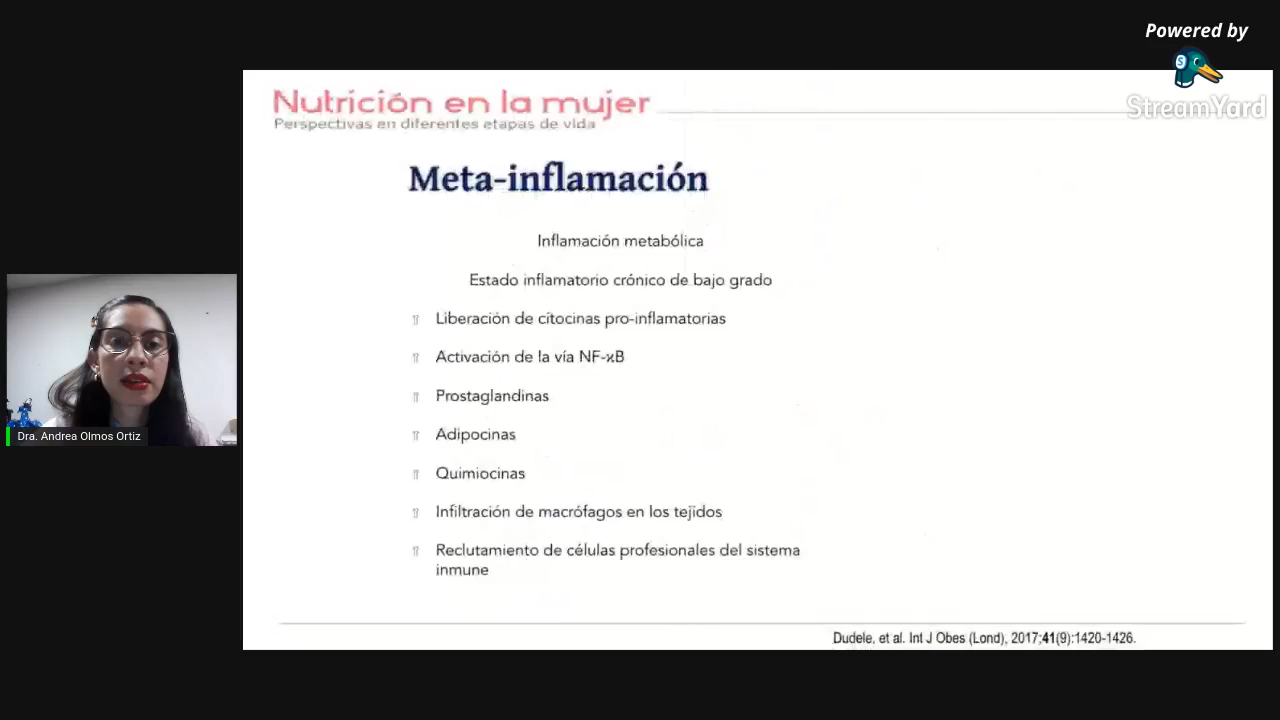 Powered by
StreamYard
Nutrición en la mujer
Perspectivas en diferentes etapas de vida
Meta-inflamación
Inflamación metabólica
Estado inflamatorio crónico de bajo grado
⇑ Liberación de citocinas pro-inflamatorias
⇑ Activación de la vía NF-κB
⇑ Prostaglandinas
⇑ Adipocinas
⇑ Quimiocinas
⇑ Infiltración de macrófagos en los tejidos
⇑ Reclutamiento de células profesionales del sistema
inmune
Dra. Andrea Olmos Ortiz
Dudele, et al. Int J Obes (Lond), 2017;41(9):1420-1426.